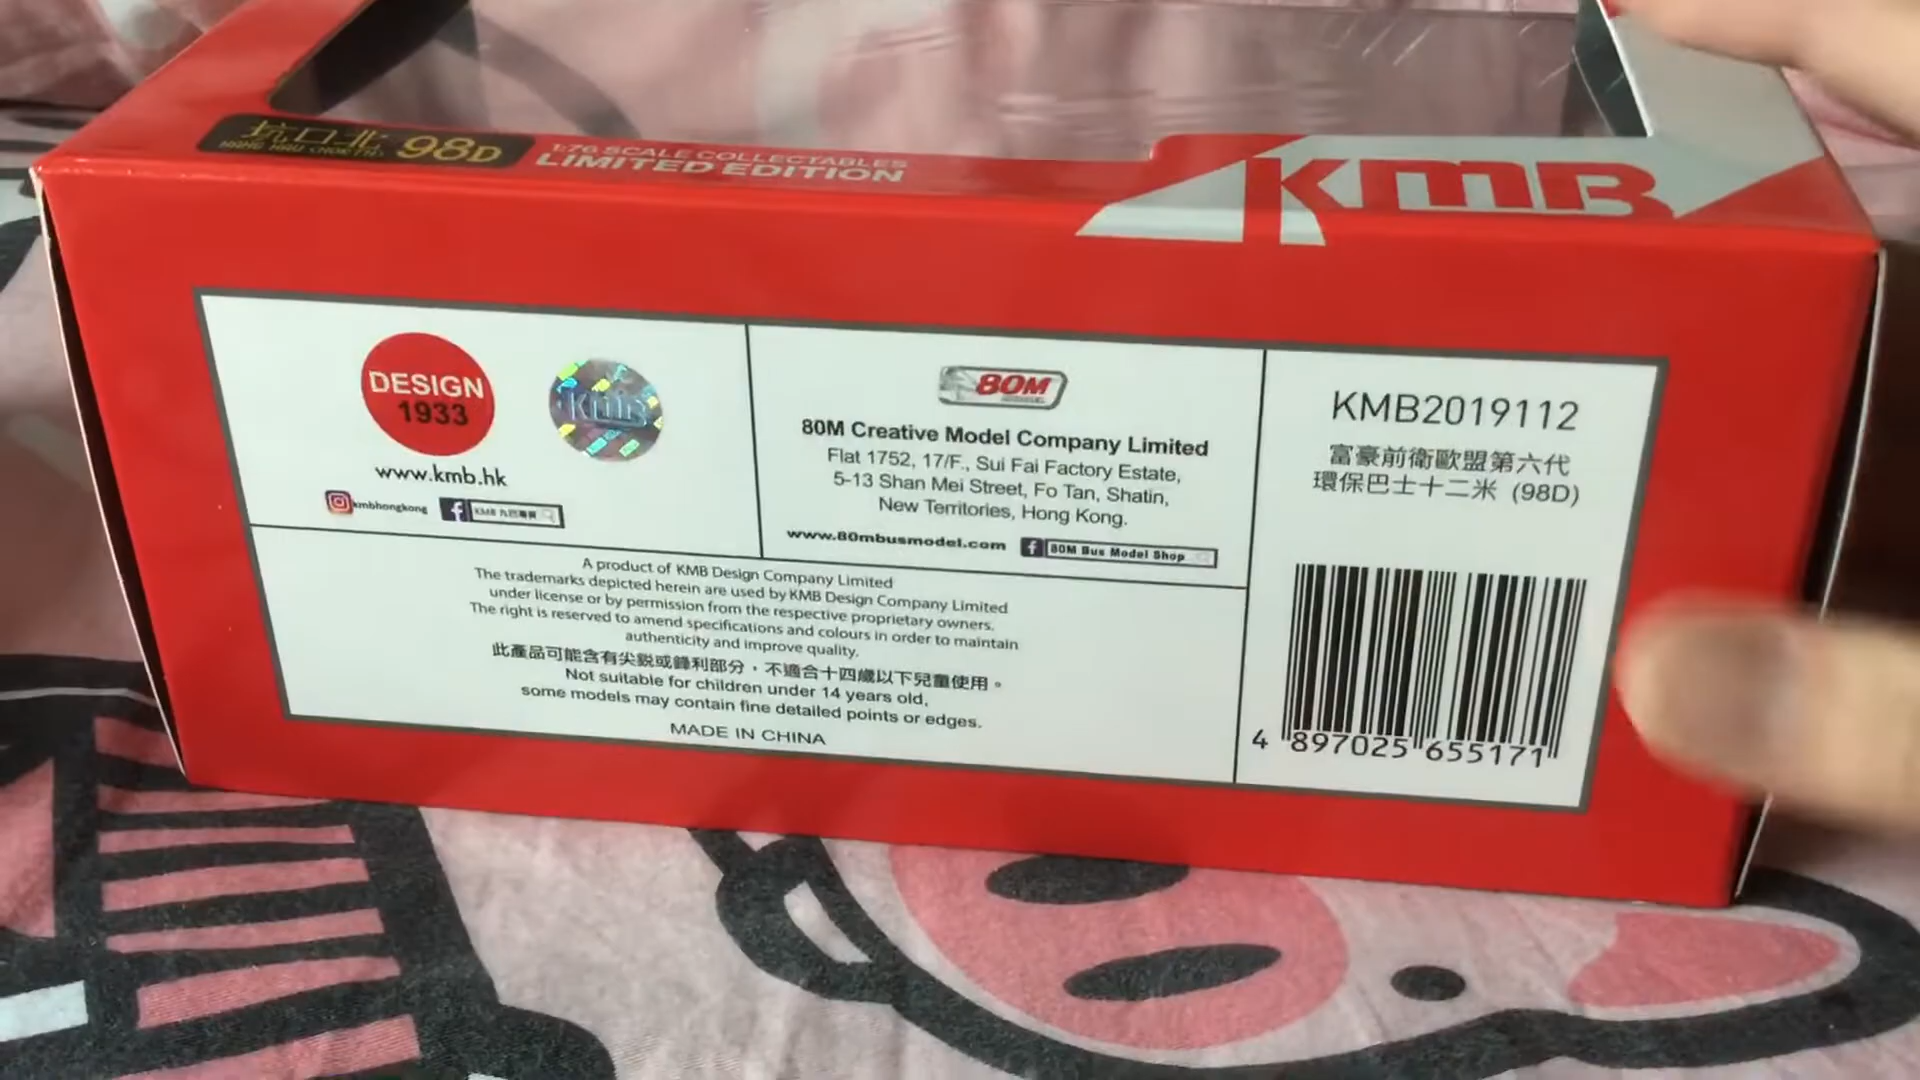 坑口北
HANG HAU (NORTH)
98D
1:76 SCALE COLLECTABLES
LIMITED EDITION
KMB
DESIGN
1933
KMB
www.kmb.hk
kmbhongkong
80M
80M Creative Model Company Limited
Flat 1752, 17/F., Sui Fai Factory Estate,
5-13 Shan Mei Street, Fo Tan, Shatin,
New Territories, Hong Kong.
www.80mbusmodel.com
80M Bus Model Shop
KMB2019112
富豪前衛歐盟第六代
環保巴士十二米 (98D)
A product of KMB Design Company Limited
The trademarks depicted herein are used by KMB Design Company Limited
under license or by permission from the respective proprietary owners.
The right is reserved to amend specifications and colours in order to maintain
authenticity and improve quality.
此產品可能含有尖銳或鋒利部分，不適合十四歲以下兒童使用。
Not suitable for children under 14 years old,
some models may contain fine detailed points or edges.
MADE IN CHINA
4 897025 655171